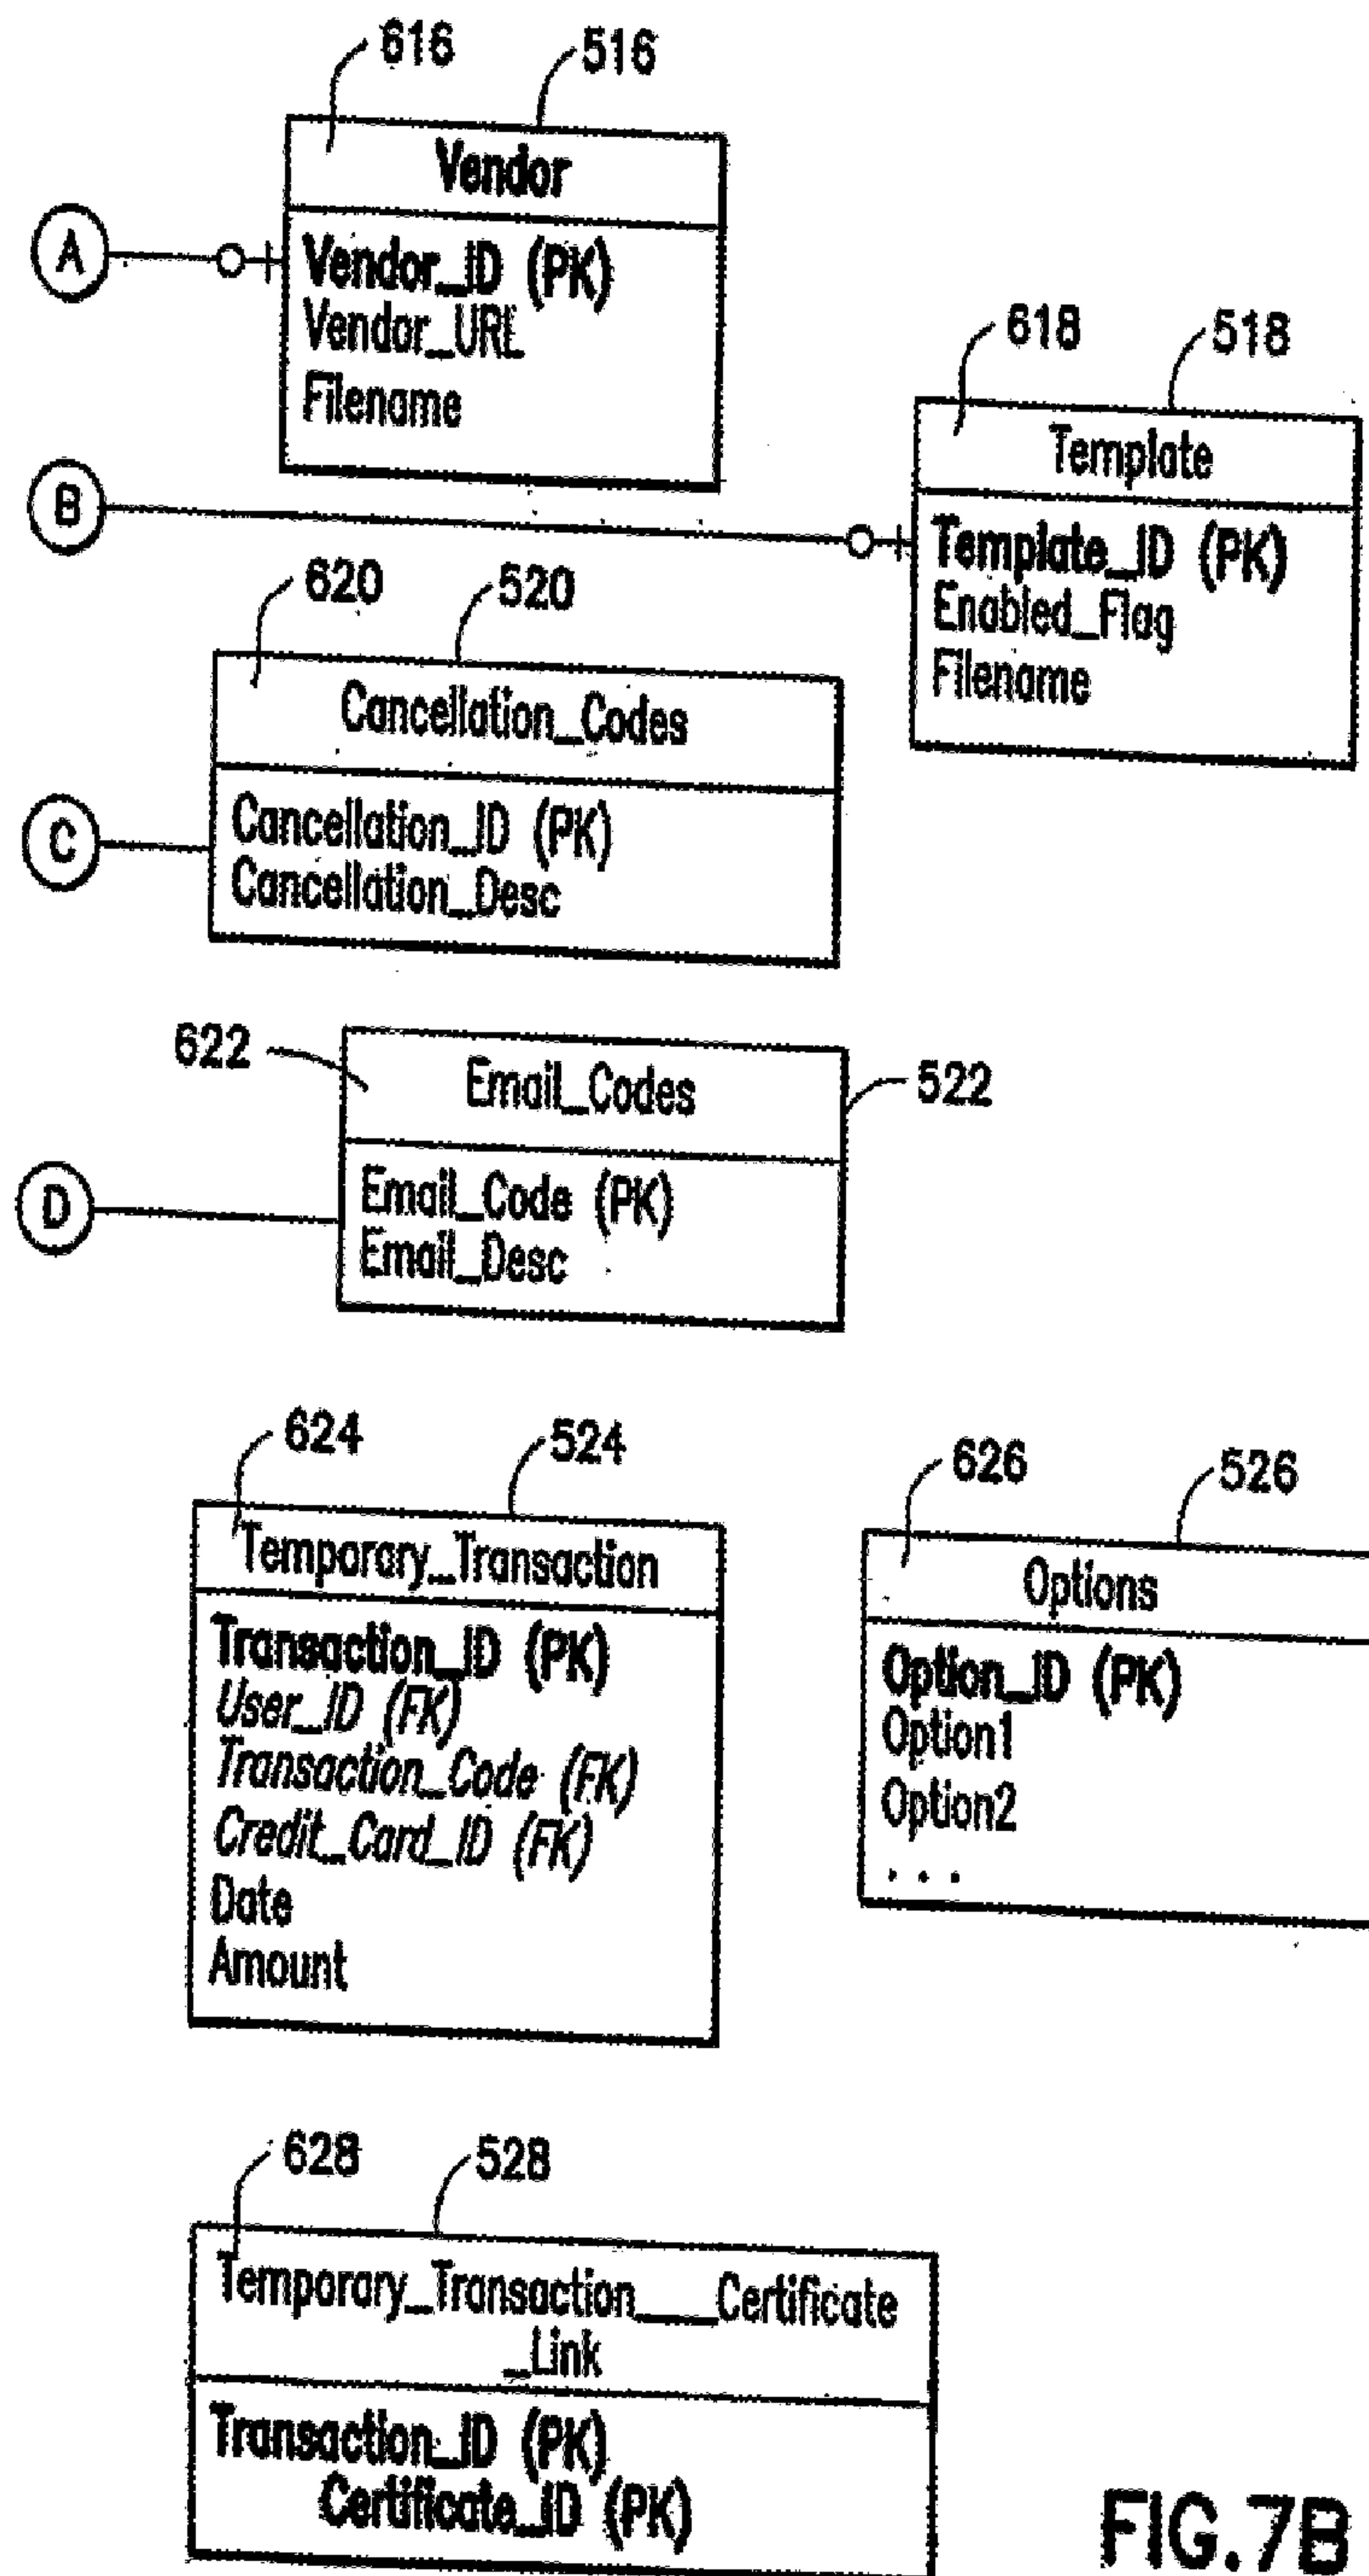 616
516
Vendor
A
Vendor_ID (PK)
Vendor_URL
Filename
618
518
Template
B
Template_ID (PK)
Enabled_Flag
Filename
620
520
Cancellation_Codes
C
Cancellation_ID (PK)
Cancellation_Desc
622
Email_Codes
522
D
Email_Code (PK)
Email_Desc
624
524
Temporary_Transaction
Transaction_ID (PK)
User_ID (FK)
Transaction_Code (FK)
Credit_Card_ID (FK)
Date
Amount
626
526
Options
Option_ID (PK)
Option1
Option2
. . .
628
528
Temporary_Transaction___Certificate
_Link
Transaction_ID (PK)
Certificate_ID (PK)
FIG.7B